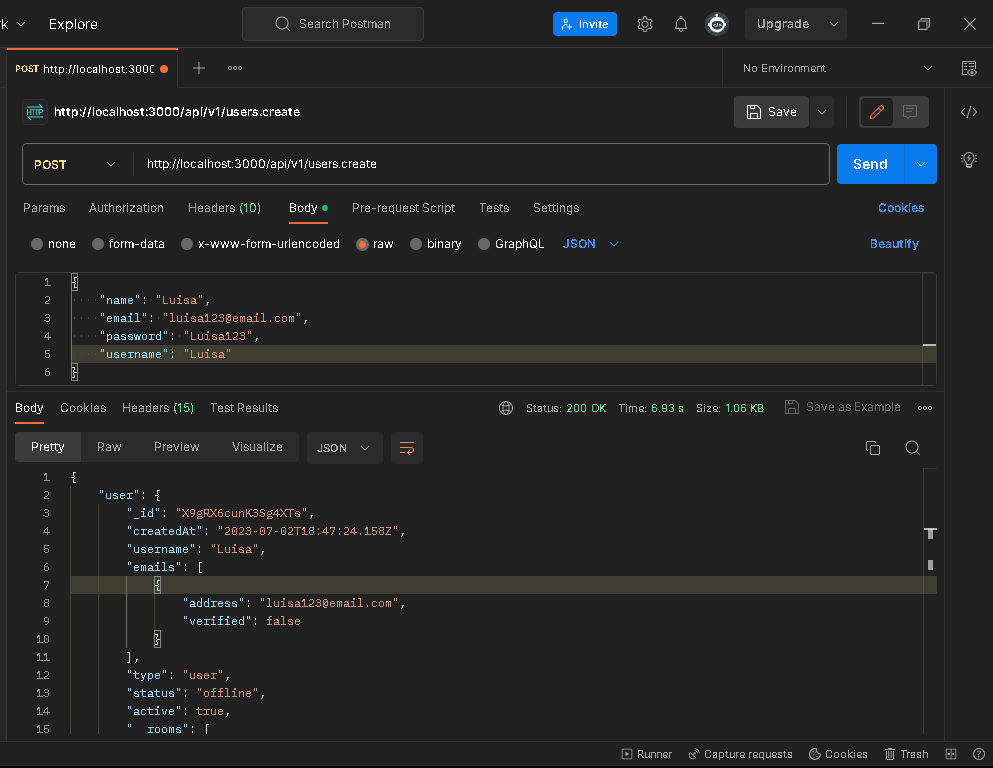 k Explore Search Postman Invite Upgrade
POST http://localhost:3000 No Environment
HTTP http://localhost:3000/api/v1/users.create Save
POST http://localhost:3000/api/v1/users.create Send
Params Authorization Headers (10) Body Pre-request Script Tests Settings Cookies
none form-data x-www-form-urlencoded raw binary GraphQL JSON Beautify
1 {
2 "name": "Luisa",
3 "email": "luisa123@email.com",
4 "password": "Luisa123",
5 "username": "Luisa"
6 }
Body Cookies Headers (15) Test Results Status: 200 OK Time: 6.93 s Size: 1.06 KB Save as Example
Pretty Raw Preview Visualize JSON
1 {
2 "user": {
3 "_id": "X9gRX6cunK3Sg4XTs",
4 "createdAt": "2023-07-02T18:47:24.158Z",
5 "username": "Luisa",
6 "emails": [
7 {
8 "address": "luisa123@email.com",
9 "verified": false
10 }
11 ],
12 "type": "user",
13 "status": "offline",
14 "active": true,
15 "__rooms": [
Runner Capture requests Cookies Trash